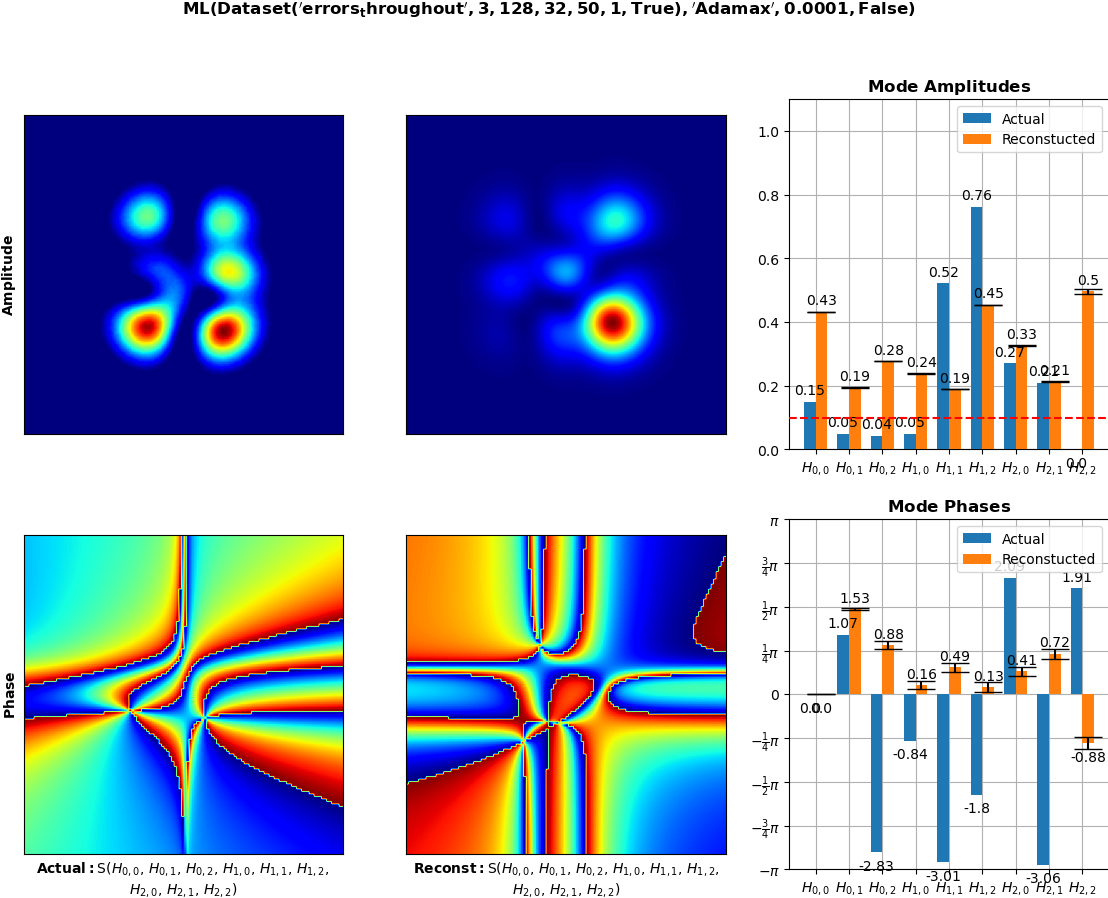 ML(Dataset('errors_throughout', 3, 128, 32, 50, 1, True), 'Adamax', 0.0001, False)
Amplitude
Mode Amplitudes
Actual
Reconstucted
1.0
0.8
0.6
0.4
0.2
0.0
0.15
0.43
0.05
0.19
0.04
0.28
0.05
0.24
0.52
0.19
0.76
0.45
0.27
0.33
0.21
0.21
0.0
0.5
H0,0 H0,1 H0,2 H1,0 H1,1 H1,2 H2,0 H2,1 H2,2
Phase
Mode Phases
Actual
Reconstucted
π
3/4π
1/2π
1/4π
0
−1/4π
−1/2π
−3/4π
−π
0.0
0.0
1.07
1.53
-2.83
0.88
-0.84
0.16
-3.01
0.49
-1.8
0.13
2.09
0.41
-3.06
0.72
1.91
-0.88
H0,0 H0,1 H0,2 H1,0 H1,1 H1,2 H2,0 H2,1 H2,2
Actual: S(H0,0, H0,1, H0,2, H1,0, H1,1, H1,2,
H2,0, H2,1, H2,2)
Reconst: S(H0,0, H0,1, H0,2, H1,0, H1,1, H1,2,
H2,0, H2,1, H2,2)